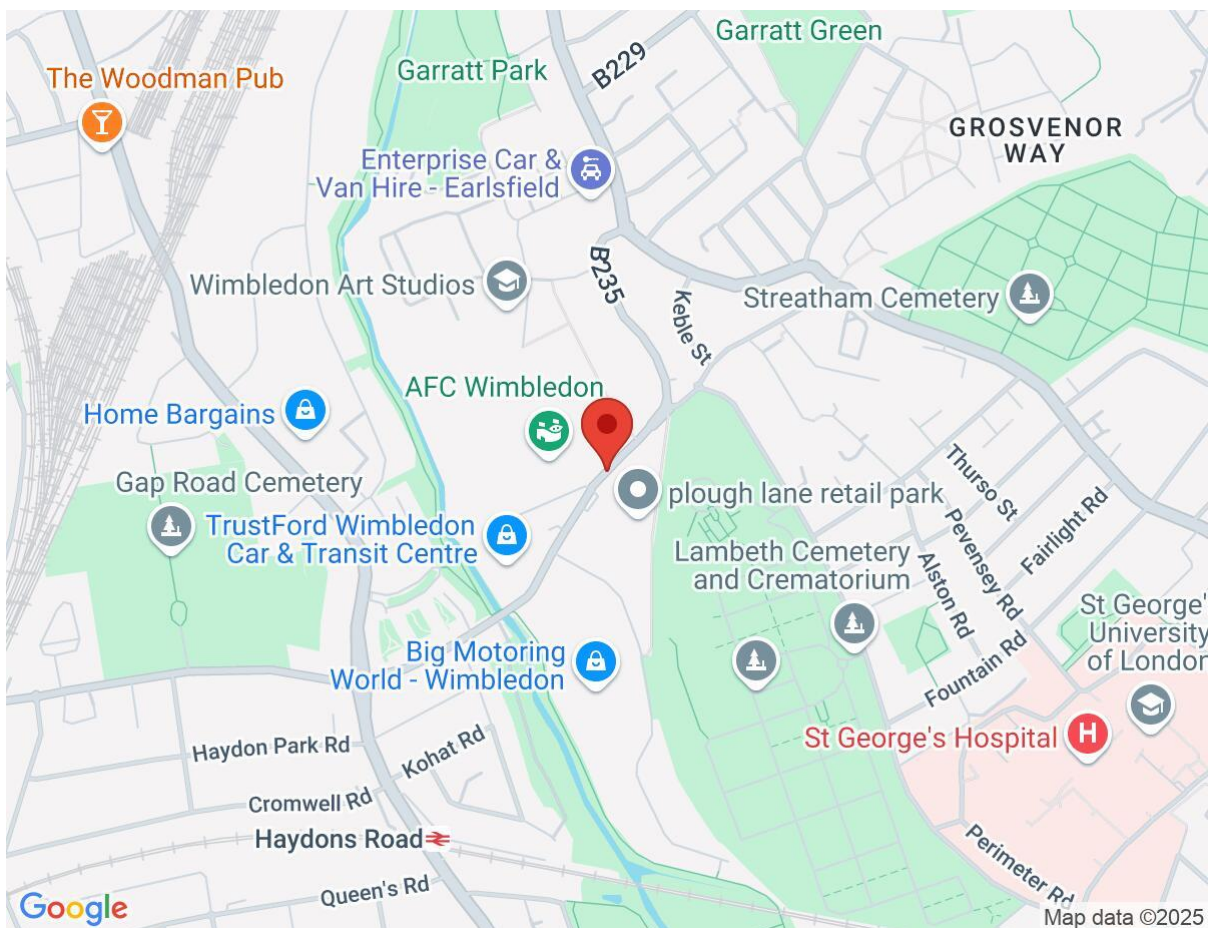 Garratt Green
B229
Garratt Park
The Woodman Pub
GROSVENOR
WAY
Enterprise Car &
Van Hire - Earlsfield
B235
Wimbledon Art Studios
Keble St
Streatham Cemetery
AFC Wimbledon
Home Bargains
Gap Road Cemetery
plough lane retail park
Thurso St
Fairlight Rd
Pevensey Rd
Alston Rd
TrustFord Wimbledon
Car & Transit Centre
Lambeth Cemetery
and Crematorium
St George'
University
of London
Big Motoring
World - Wimbledon
Fountain Rd
St George's Hospital
H
Haydon Park Rd
Kohat Rd
Cromwell Rd
Haydons Road
Perimeter Rd
Queen's Rd
Google
Map data ©2025